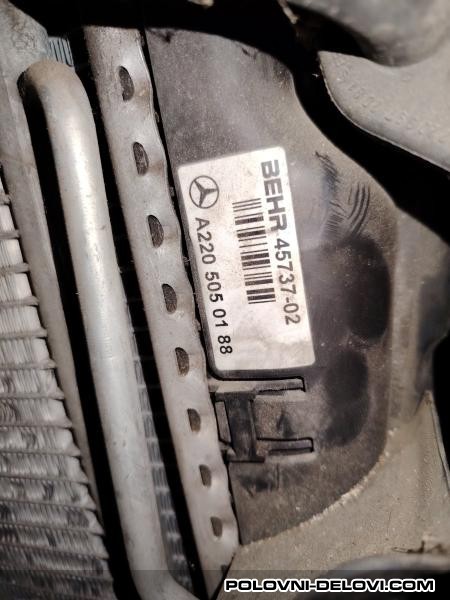 BEHR 45737-02
A220 505 01 88
POLOVNI-DELOVI.COM